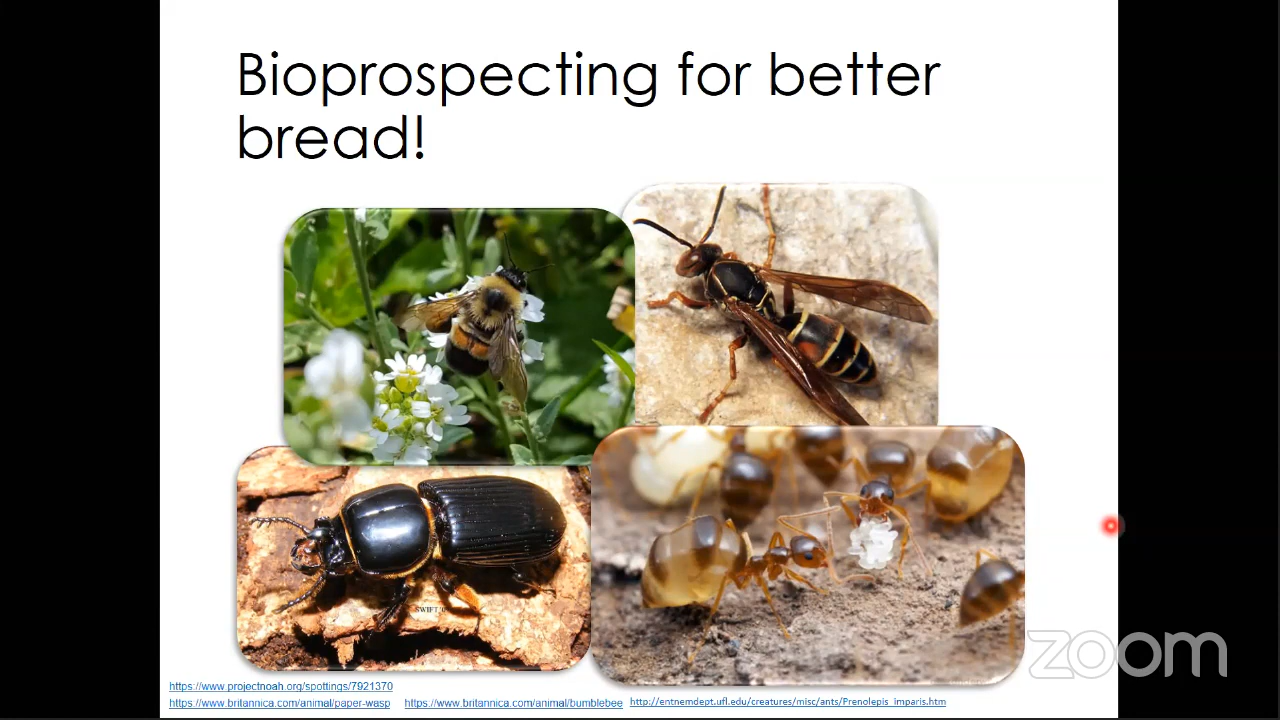 Bioprospecting for better
bread!
SWIFT
https://www.projectnoah.org/spottings/7921370
https://www.britannica.com/animal/paper-wasp https://www.britannica.com/animal/bumblebee http://entnemdept.ufl.edu/creatures/misc/ants/Prenolepis_imparis.htm
zoom